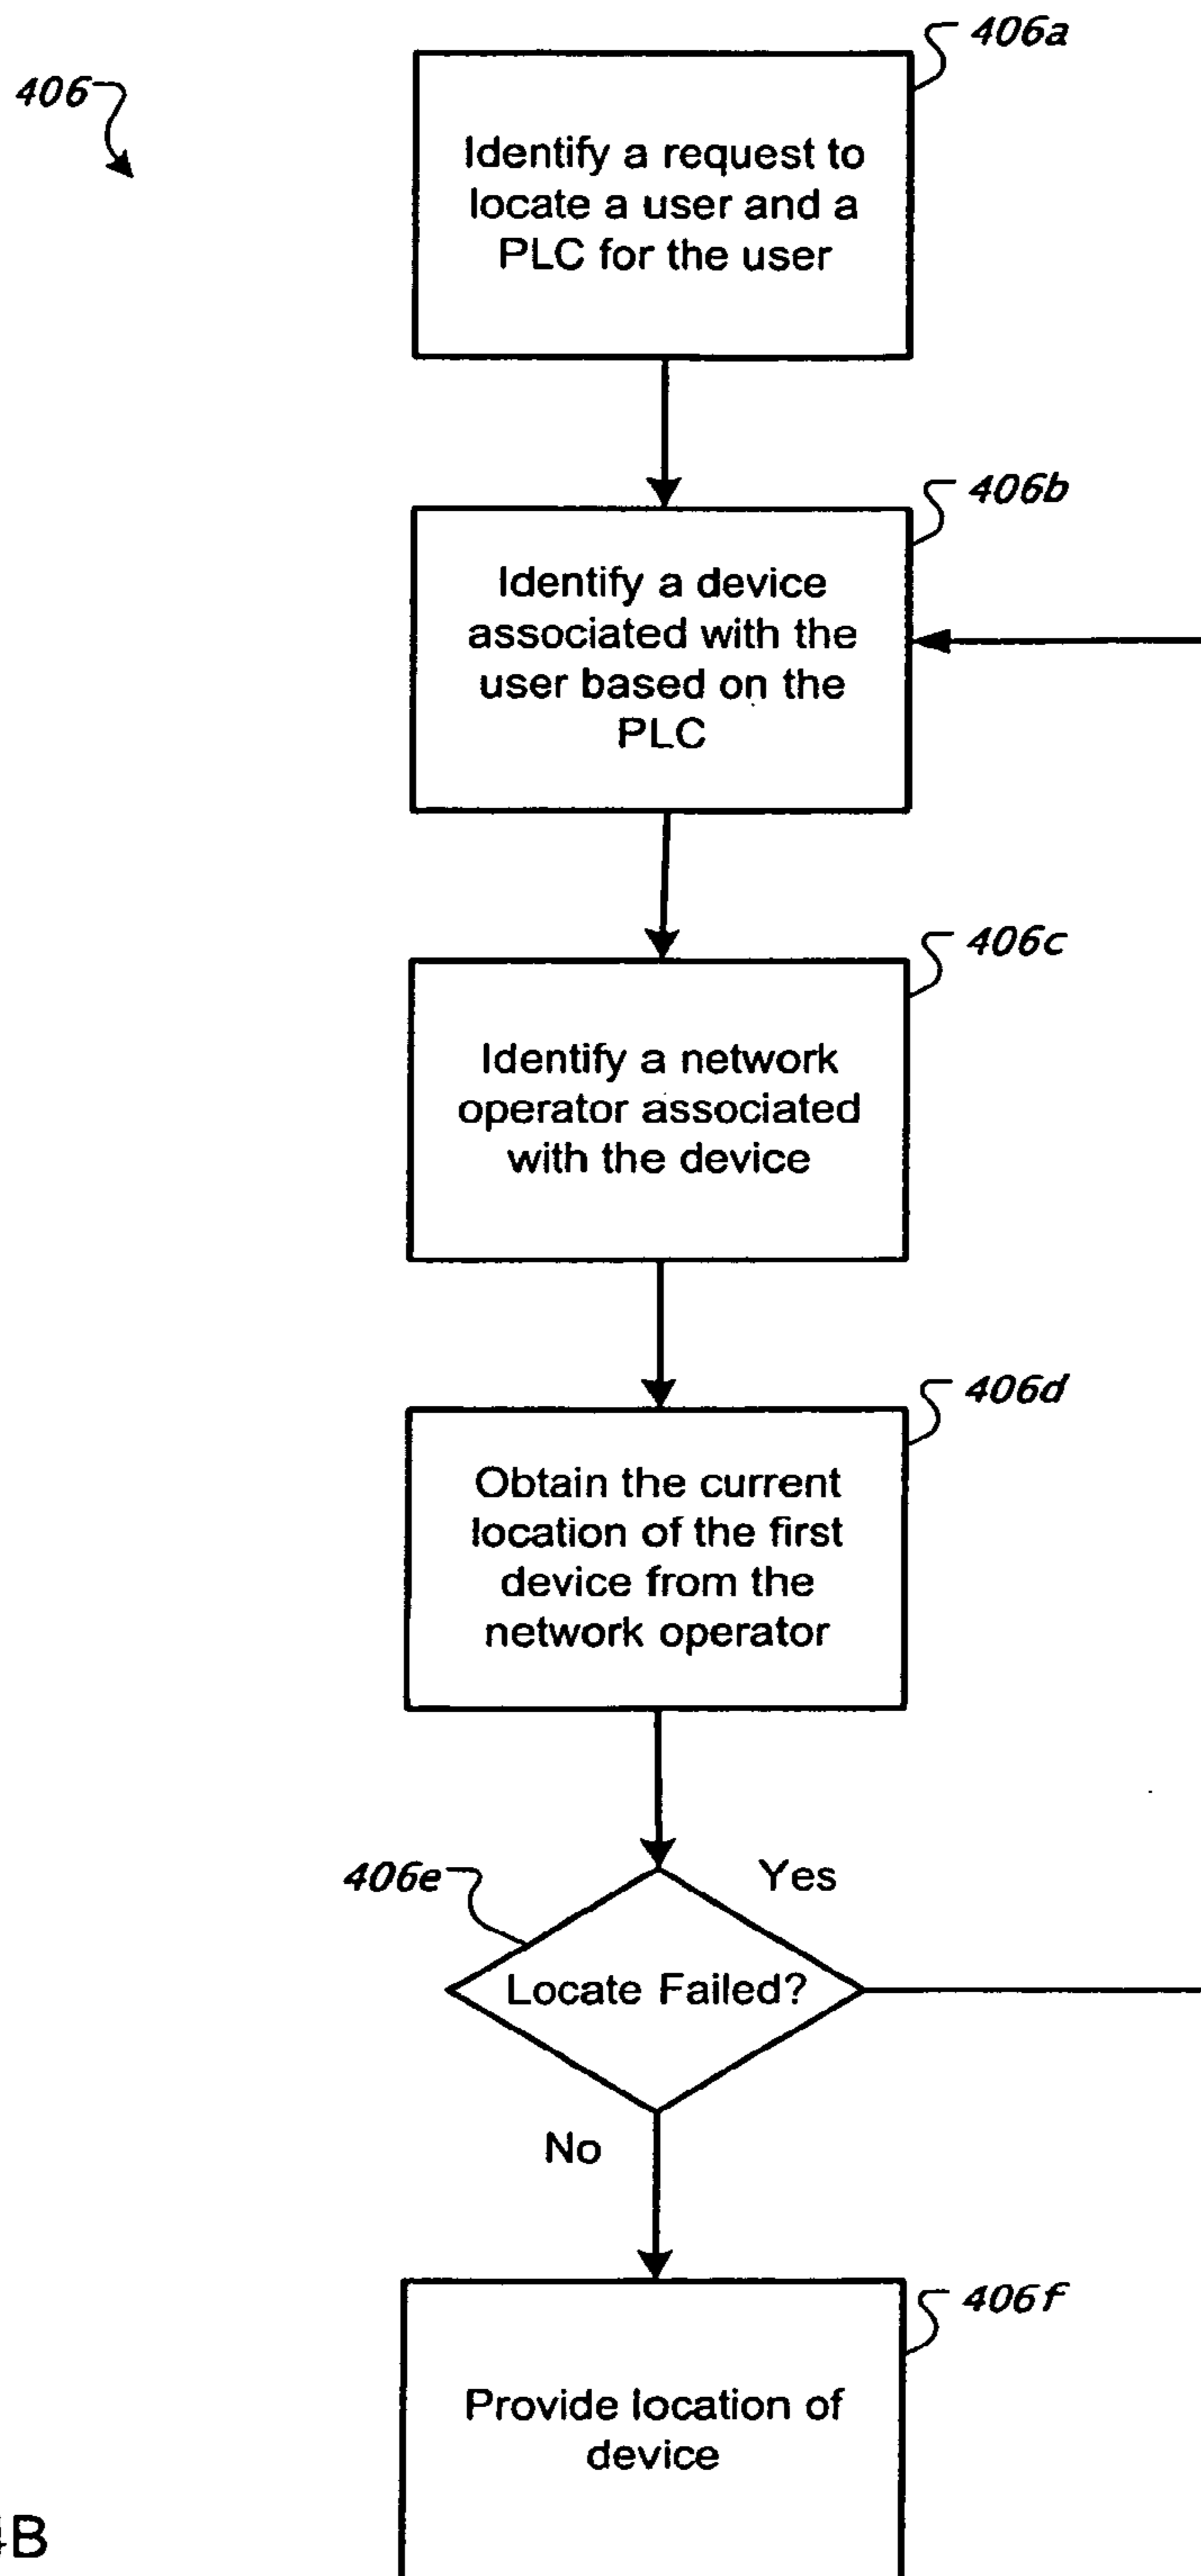 406
406a
Identify a request to
locate a user and a
PLC for the user
406b
Identify a device
associated with the
user based on the
PLC
406c
Identify a network
operator associated
with the device
406d
Obtain the current
location of the first
device from the
network operator
406e
Yes
Locate Failed?
No
406f
Provide location of
device